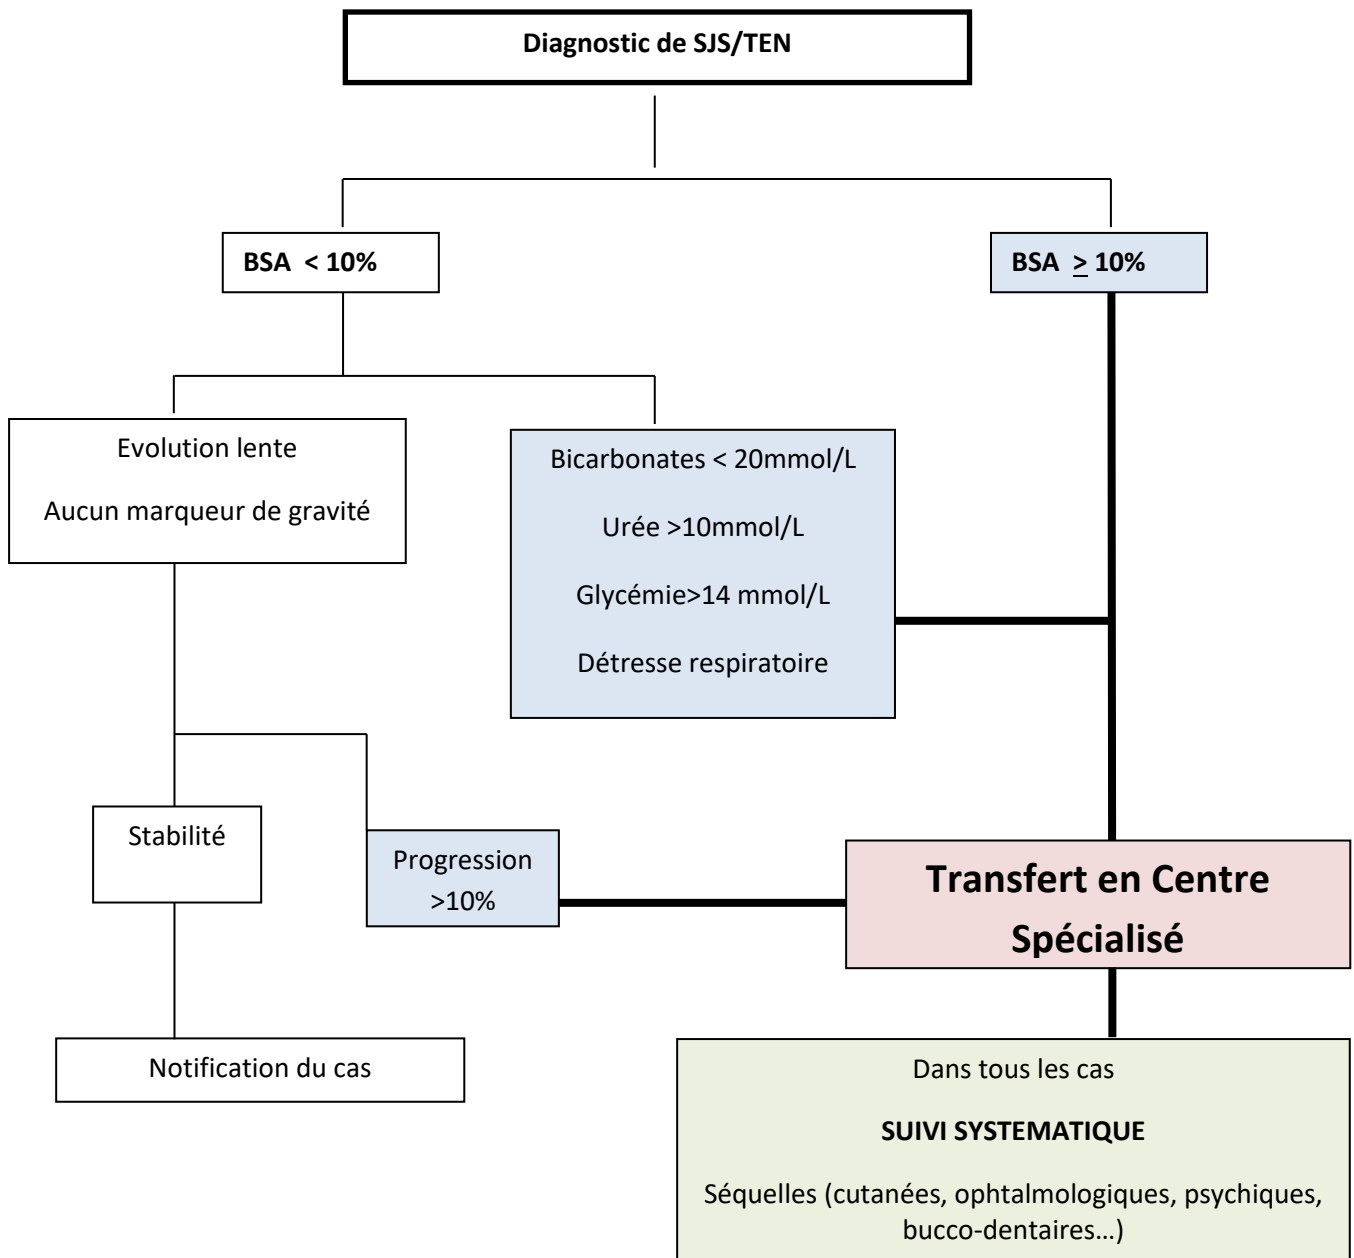 Diagnostic de SJS/TEN
BSA < 10%
BSA ≥ 10%
Evolution lente
Aucun marqueur de gravité
Bicarbonates < 20mmol/L
Urée >10mmol/L
Glycémie>14 mmol/L
Détresse respiratoire
Stabilité
Progression
>10%
Transfert en Centre
Spécialisé
Notification du cas
Dans tous les cas
SUIVI SYSTEMATIQUE
Séquelles (cutanées, ophtalmologiques, psychiques,
bucco-dentaires…)